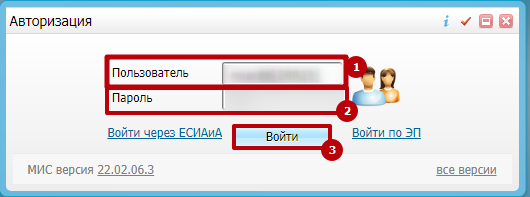 Авторизация
Пользователь 1
Пароль 2
Войти через ЕСИАиА Войти Войти по ЭП
3
МИС версия 22.02.06.3 все версии